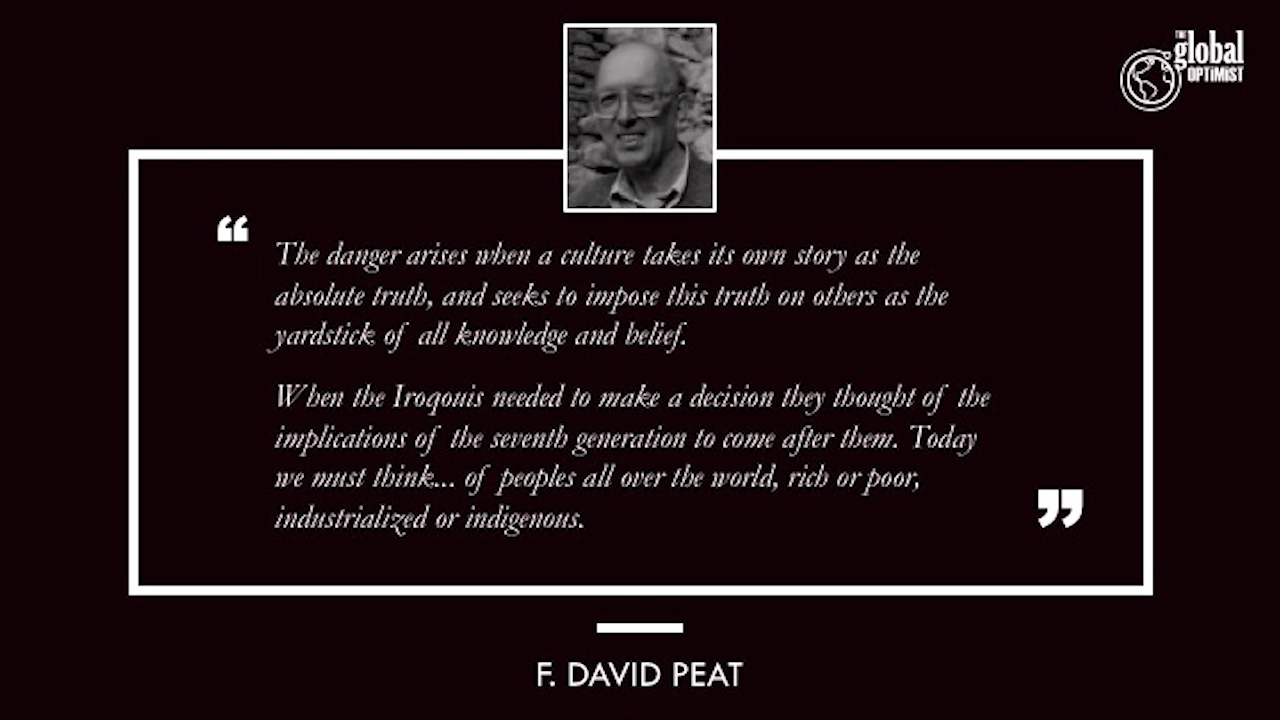 THE
global
OPTiMiST
“
The danger arises when a culture takes its own story as the
absolute truth, and seeks to impose this truth on others as the
yardstick of all knowledge and belief.
When the Iroqouis needed to make a decision they thought of the
implications of the seventh generation to come after them. Today
we must think... of peoples all over the world, rich or poor,
industrialized or indigenous.
”
F. DAVID PEAT